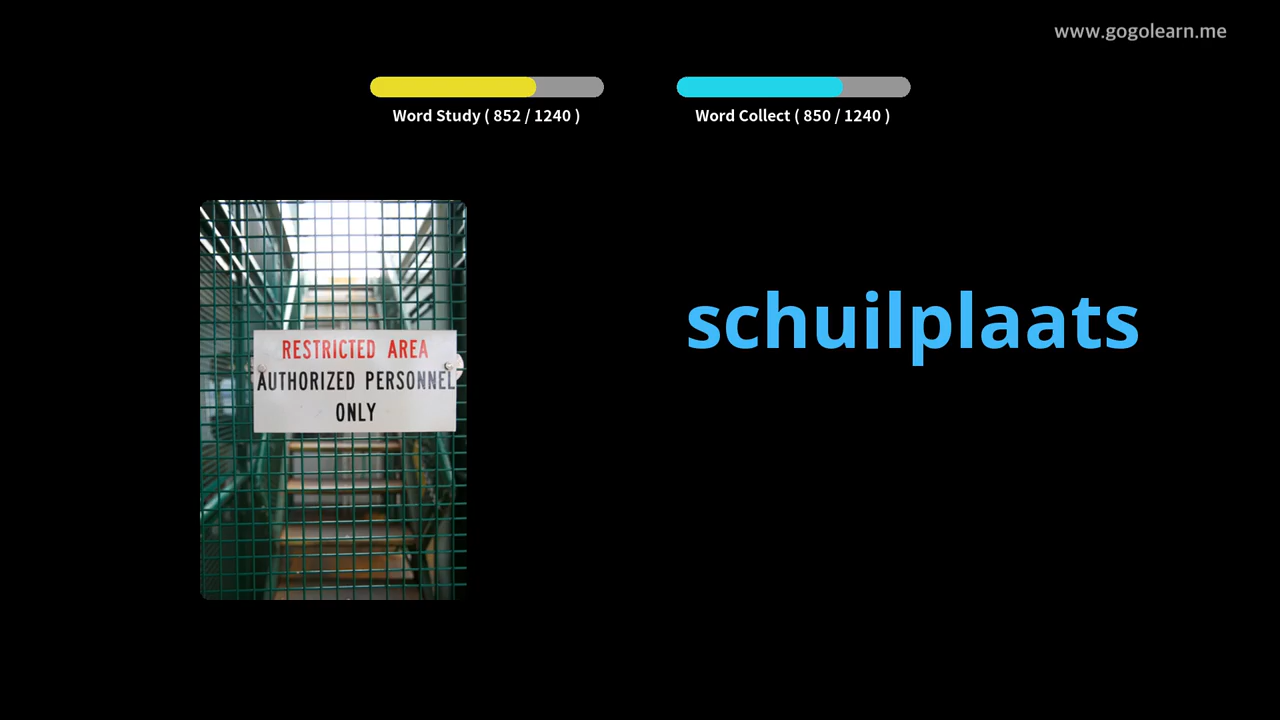 www.gogolearn.me
Word Study ( 852 / 1240 )
Word Collect ( 850 / 1240 )
RESTRICTED AREA
AUTHORIZED PERSONNEL
ONLY
schuilplaats